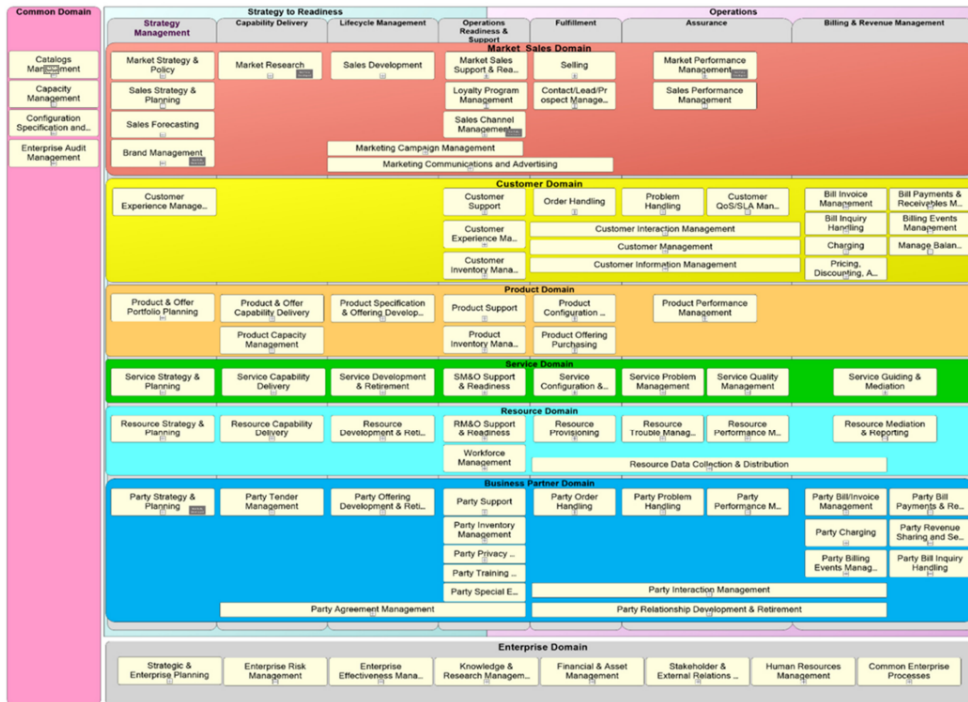 Common Domain
Strategy to Readiness
Operations
Strategy
Management
Capability Delivery
Lifecycle Management
Operations
Readiness &
Support
Fulfillment
Assurance
Billing & Revenue Management
Catalogs
Management
Capacity
Management
Configuration
Specification and...
Enterprise Audit
Management
Market Sales Domain
Market Strategy &
Policy
Market Research
Sales Development
Market Sales
Support & Rea...
Selling
Market Performance
Management
Sales Strategy &
Planning
Loyalty Program
Management
Contact/Lead/Pr
ospect Manage...
Sales Performance
Management
Sales Forecasting
Sales Channel
Management
Brand Management
Marketing Campaign Management
Marketing Communications and Advertising
Customer Domain
Customer
Experience Manage...
Customer
Support
Order Handling
Problem
Handling
Customer
QoS/SLA Man...
Bill Invoice
Management
Bill Payments &
Receivables M...
Customer
Experience Ma...
Customer Interaction Management
Bill Inquiry
Handling
Billing Events
Management
Customer Management
Charging
Manage Balan...
Customer
Inventory Mana...
Customer Information Management
Pricing,
Discounting, A...
Product Domain
Product & Offer
Portfolio Planning
Product & Offer
Capability Delivery
Product Specification
& Offering Develop...
Product Support
Product
Configuration ...
Product Performance
Management
Product Capacity
Management
Product
Inventory Mana...
Product Offering
Purchasing
Service Domain
Service Strategy &
Planning
Service Capability
Delivery
Service Development
& Retirement
SM&O Support
& Readiness
Service
Configuration &...
Service Problem
Management
Service Quality
Management
Service Guiding &
Mediation
Resource Domain
Resource Strategy &
Planning
Resource Capability
Delivery
Resource
Development & Reti...
RM&O Support
& Readiness
Resource
Provisioning
Resource
Trouble Manag...
Resource
Performance M...
Resource Mediation
& Reporting
Workforce
Management
Resource Data Collection & Distribution
Business Partner Domain
Party Strategy &
Planning
Party Tender
Management
Party Offering
Development & Reti...
Party Support
Party Order
Handling
Party Problem
Handling
Party
Performance M...
Party Bill/Invoice
Management
Party Bill
Payments & Re...
Party Inventory
Management
Party Charging
Party Revenue
Sharing and Se...
Party Privacy ...
Party Billing
Events Manag...
Party Bill Inquiry
Handling
Party Training ...
Party Special E...
Party Interaction Management
Party Agreement Management
Party Relationship Development & Retirement
Enterprise Domain
Strategic &
Enterprise Planning
Enterprise Risk
Management
Enterprise
Effectiveness Mana...
Knowledge &
Research Managem...
Financial & Asset
Management
Stakeholder &
External Relations ...
Human Resources
Management
Common Enterprise
Processes